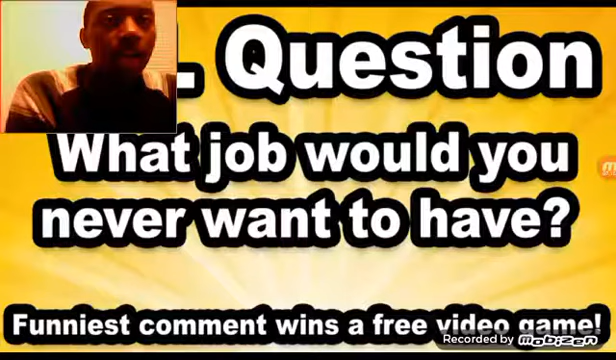 . Question
What job would you
never want to have?
Funniest comment wins a free video game!
Recorded by mobizen